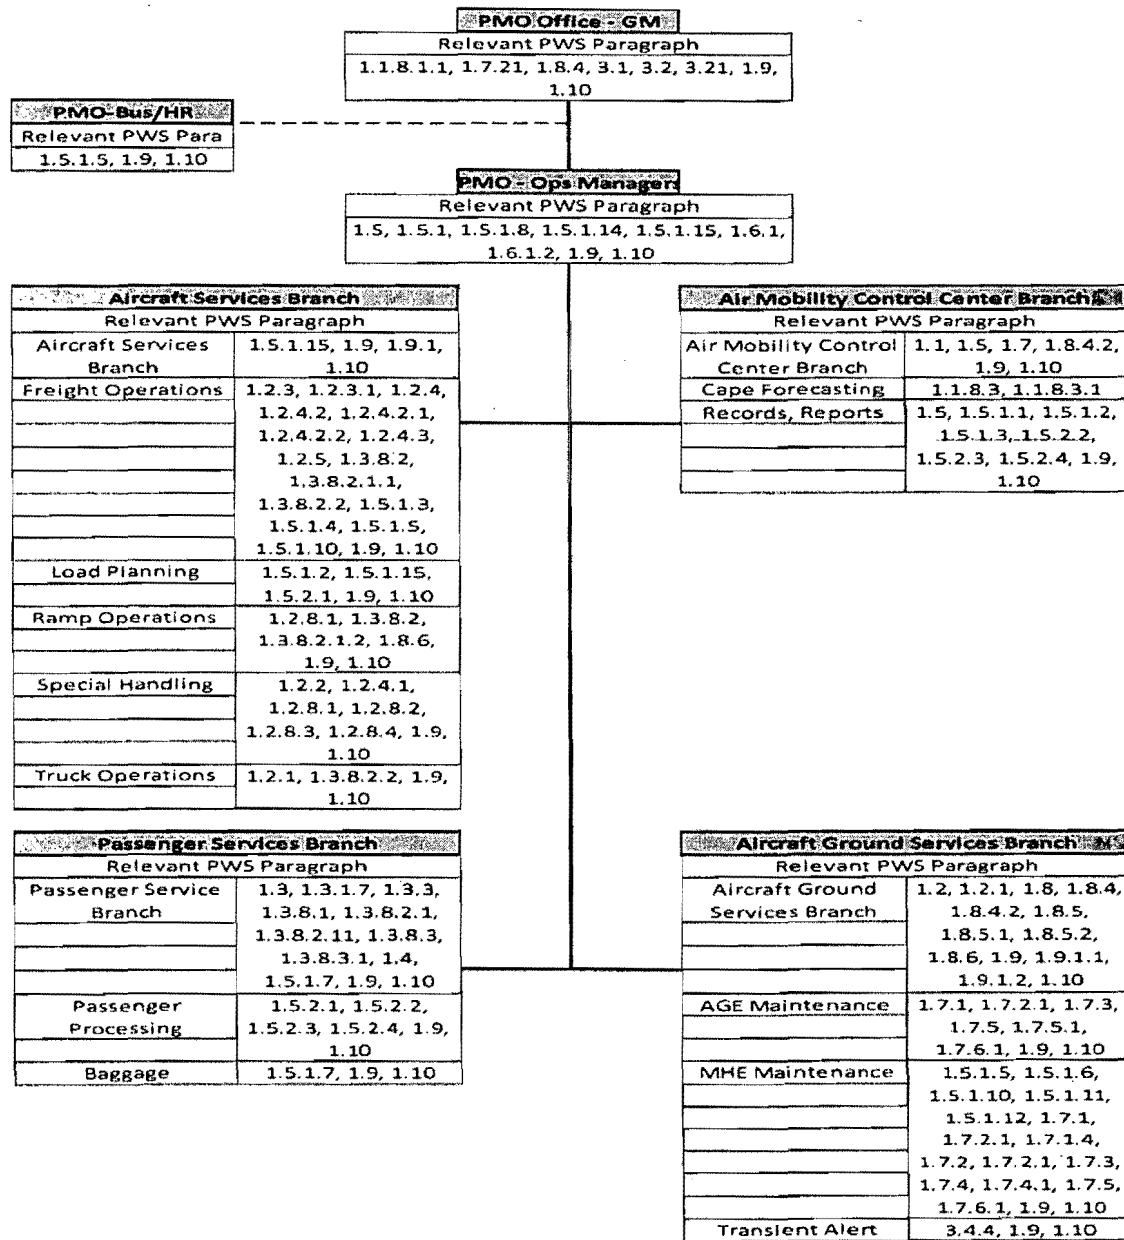 PMO Office - GM
Relevant PWS Paragraph
1.1.8.1.1, 1.7.21, 1.8.4, 3.1, 3.2, 3.21, 1.9,
1.10
PMO-Bus/HR
Relevant PWS Para
1.5.1.5, 1.9, 1.10
PMO - Ops Managers
Relevant PWS Paragraph
1.5, 1.5.1, 1.5.1.8, 1.5.1.14, 1.5.1.15, 1.6.1,
1.6.1.2, 1.9, 1.10
Aircraft Services Branch
Relevant PWS Paragraph
Aircraft Services 1.5.1.15, 1.9, 1.9.1,
Branch 1.10
Freight Operations 1.2.3, 1.2.3.1, 1.2.4,
1.2.4.2, 1.2.4.2.1,
1.2.4.2.2, 1.2.4.3,
1.2.5, 1.3.8.2,
1.3.8.2.1.1,
1.3.8.2.2, 1.5.1.3,
1.5.1.4, 1.5.1.5,
1.5.1.10, 1.9, 1.10
Load Planning 1.5.1.2, 1.5.1.15,
1.5.2.1, 1.9, 1.10
Ramp Operations 1.2.8.1, 1.3.8.2,
1.3.8.2.1.2, 1.8.6,
1.9, 1.10
Special Handling 1.2.2, 1.2.4.1,
1.2.8.1, 1.2.8.2,
1.2.8.3, 1.2.8.4, 1.9,
1.10
Truck Operations 1.2.1, 1.3.8.2.2, 1.9,
1.10
Air Mobility Control Center Branch
Relevant PWS Paragraph
Air Mobility Control 1.1, 1.5, 1.7, 1.8.4.2,
Center Branch 1.9, 1.10
Cape Forecasting 1.1.8.3, 1.1.8.3.1
Records, Reports 1.5, 1.5.1.1, 1.5.1.2,
1.5.1.3, 1.5.2.2,
1.5.2.3, 1.5.2.4, 1.9,
1.10
Passenger Services Branch
Relevant PWS Paragraph
Passenger Service 1.3, 1.3.1.7, 1.3.3,
Branch 1.3.8.1, 1.3.8.2.1,
1.3.8.2.11, 1.3.8.3,
1.3.8.3.1, 1.4,
1.5.1.7, 1.9, 1.10
Passenger 1.5.2.1, 1.5.2.2,
Processing 1.5.2.3, 1.5.2.4, 1.9,
1.10
Baggage 1.5.1.7, 1.9, 1.10
Aircraft Ground Services Branch
Relevant PWS Paragraph
Aircraft Ground 1.2, 1.2.1, 1.8, 1.8.4,
Services Branch 1.8.4.2, 1.8.5,
1.8.5.1, 1.8.5.2,
1.8.6, 1.9, 1.9.1.1,
1.9.1.2, 1.10
AGE Maintenance 1.7.1, 1.7.2.1, 1.7.3,
1.7.5, 1.7.5.1,
1.7.6.1, 1.9, 1.10
MHE Maintenance 1.5.1.5, 1.5.1.6,
1.5.1.10, 1.5.1.11,
1.5.1.12, 1.7.1,
1.7.2.1, 1.7.1.4,
1.7.2, 1.7.2.1, 1.7.3,
1.7.4, 1.7.4.1, 1.7.5,
1.7.6.1, 1.9, 1.10
Transient Alert 3.4.4, 1.9, 1.10